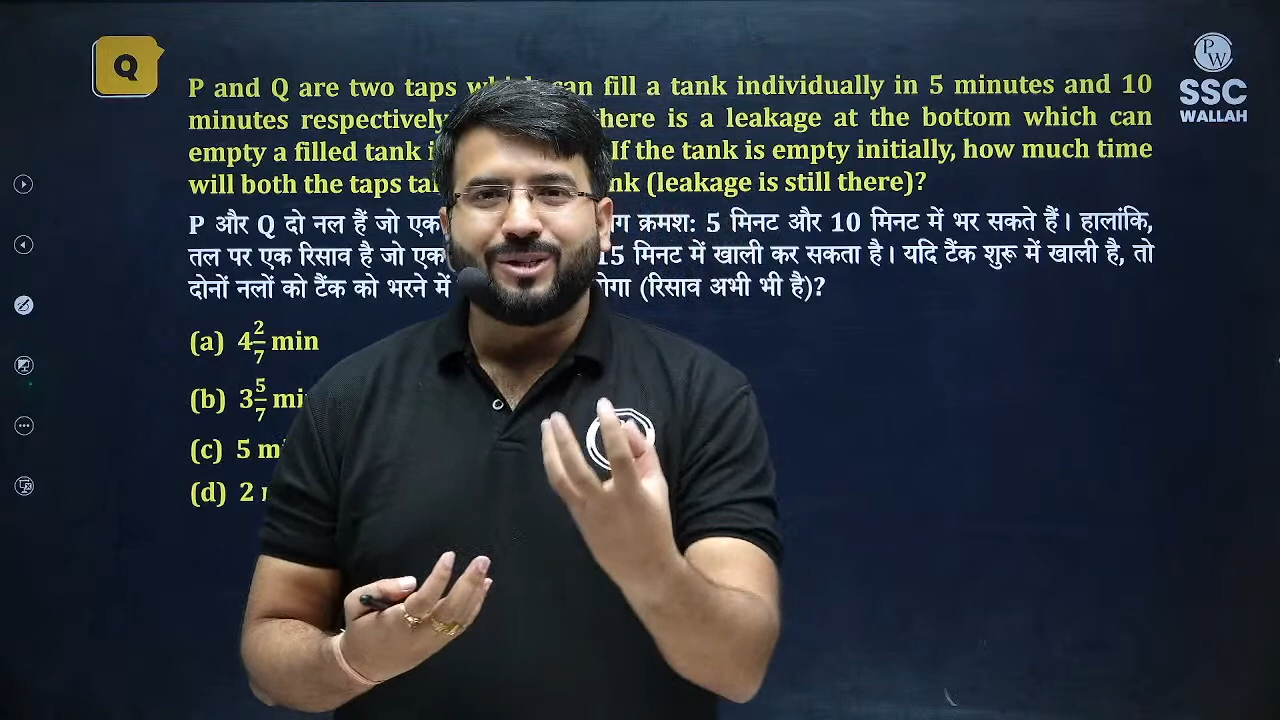 Q
P and Q are two taps can fill a tank individually in 5 minutes and 10
minutes respectively there is a leakage at the bottom which can
empty a filled tank If the tank is empty initially, how much time
will both the taps (leakage is still there)?
P और Q दो नल हैं जो एक क्रमश: 5 मिनट और 10 मिनट में भर सकते हैं। हालांकि,
तल पर एक रिसाव है जो एक 15 मिनट में खाली कर सकता है। यदि टैंक शुरू में खाली है, तो
दोनों नलों को टैंक को भरने में (रिसाव अभी भी है)?
(a) 4 2/7 min
(b) 3 5/7
(c) 5
(d) 2
PW
SSC
WALLAH